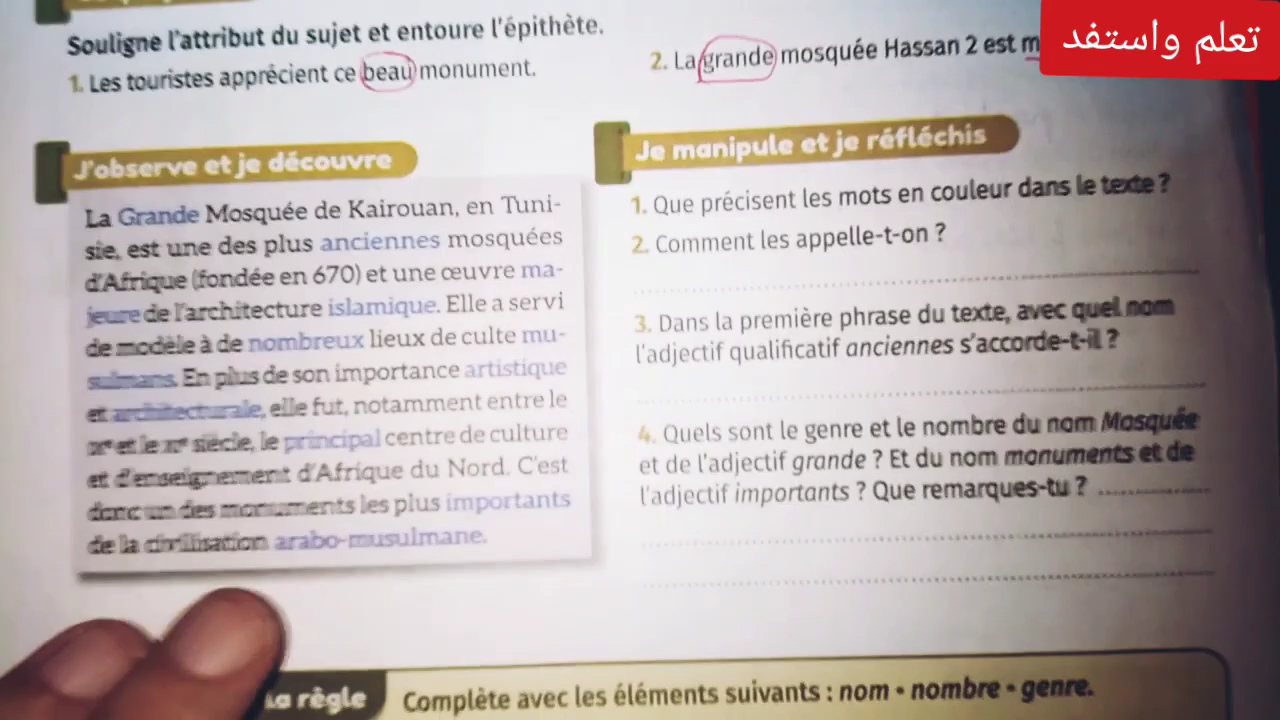 تعلم واستفد
Souligne l'attribut du sujet et entoure l'épithète.
1. Les touristes apprécient ce beau monument.
2. La grande mosquée Hassan 2 est
J'observe et je découvre
La Grande Mosquée de Kairouan, en Tuni-
sie, est une des plus anciennes mosquées
d'Afrique (fondée en 670) et une œuvre ma-
jeure de l'architecture islamique. Elle a servi
de modèle à de nombreux lieux de culte mu-
sulmans. En plus de son importance artistique
et architecturale, elle fut, notamment entre le
et le siècle, le principal centre de culture
et d'enseignement d'Afrique du Nord. C'est
donc un des monuments les plus importants
de la civilisation arabo-musulmane.
Je manipule et je réfléchis
1. Que précisent les mots en couleur dans le texte ?
2. Comment les appelle-t-on ?
3. Dans la première phrase du texte, avec quel nom
l'adjectif qualificatif anciennes s'accorde-t-il ?
4. Quels sont le genre et le nombre du nom Mosquée
et de l'adjectif grande ? Et du nom monuments et de
l'adjectif importants ? Que remarques-tu ?
La règle
Complète avec les éléments suivants : nom • nombre • genre.